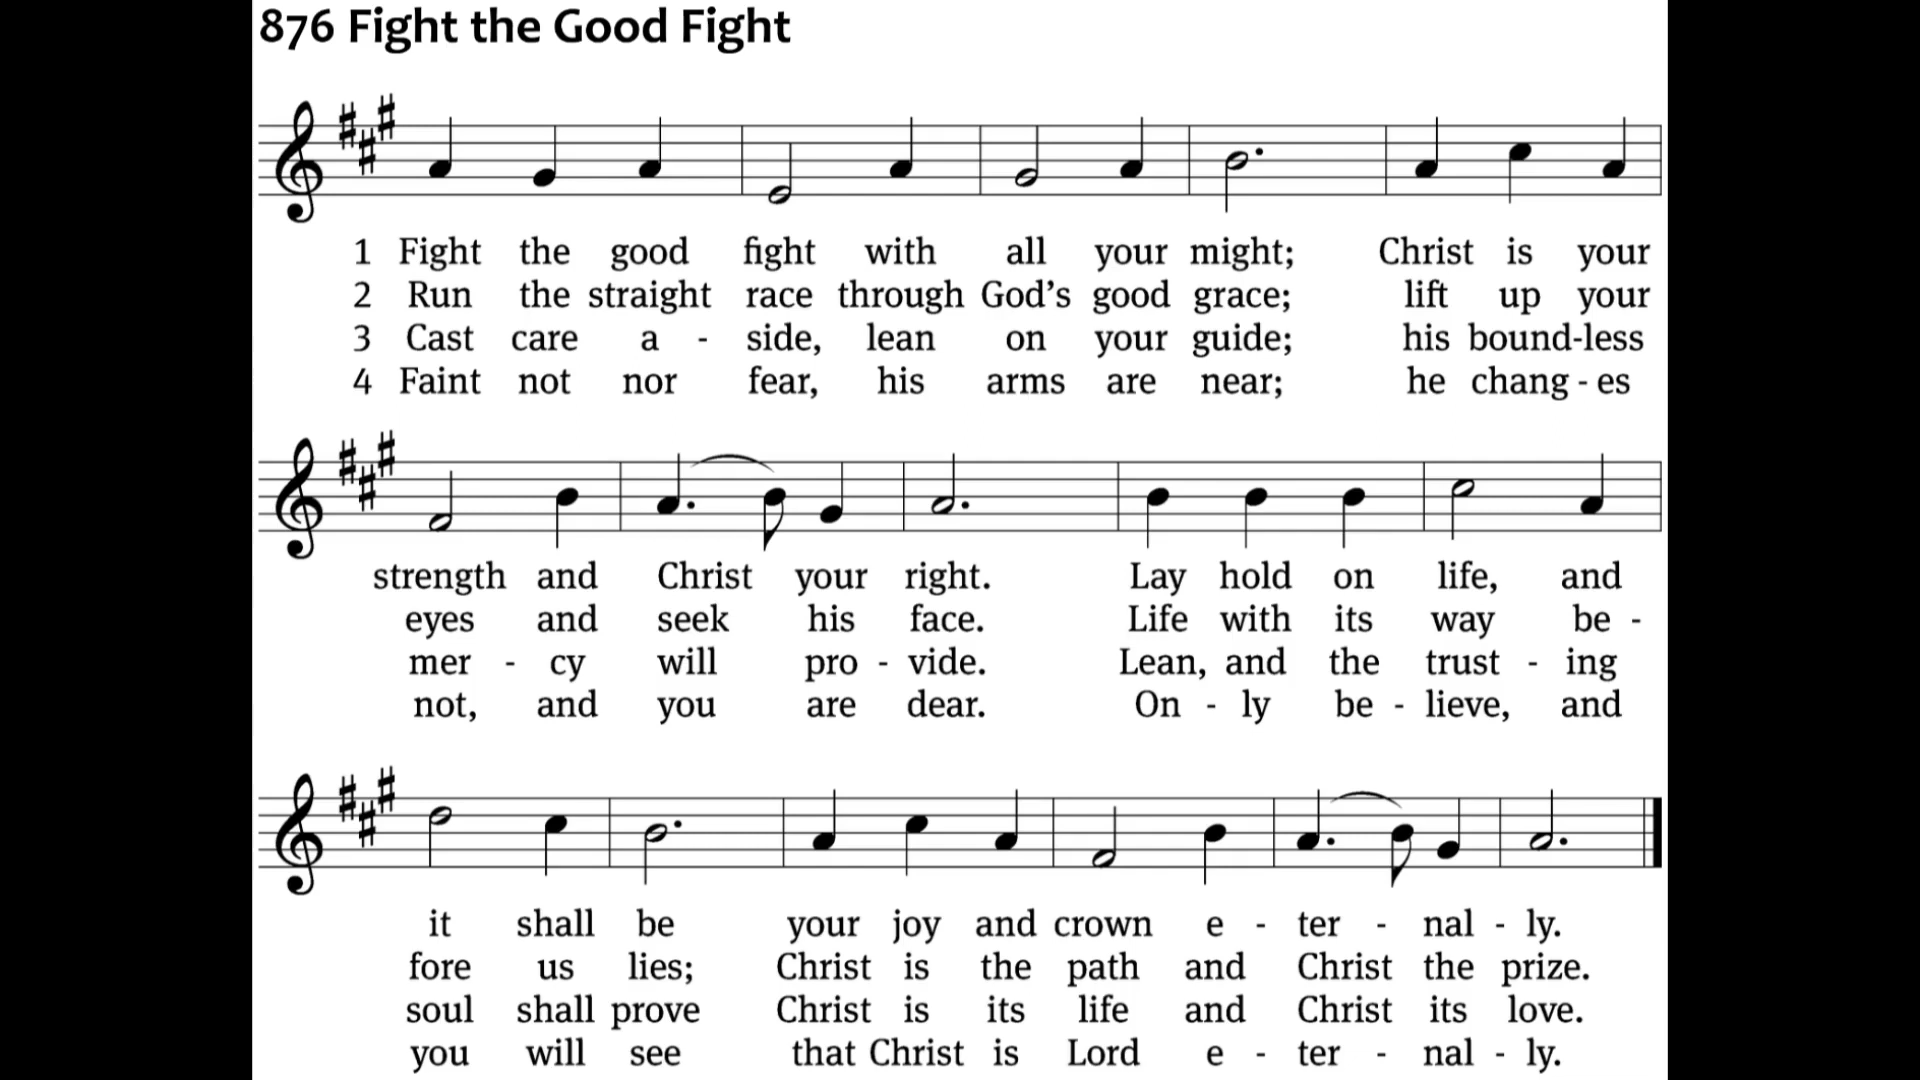 876 Fight the Good Fight
1 Fight the good fight with all your might; Christ is your
2 Run the straight race through God's good grace; lift up your
3 Cast care a - side, lean on your guide; his bound-less
4 Faint not nor fear, his arms are near; he chang - es
strength and Christ your right. Lay hold on life, and
eyes and seek his face. Life with its way be -
mer - cy will pro - vide. Lean, and the trust - ing
not, and you are dear. On - ly be - lieve, and
it shall be your joy and crown e - ter - nal - ly.
fore us lies; Christ is the path and Christ the prize.
soul shall prove Christ is its life and Christ its love.
you will see that Christ is Lord e - ter - nal - ly.